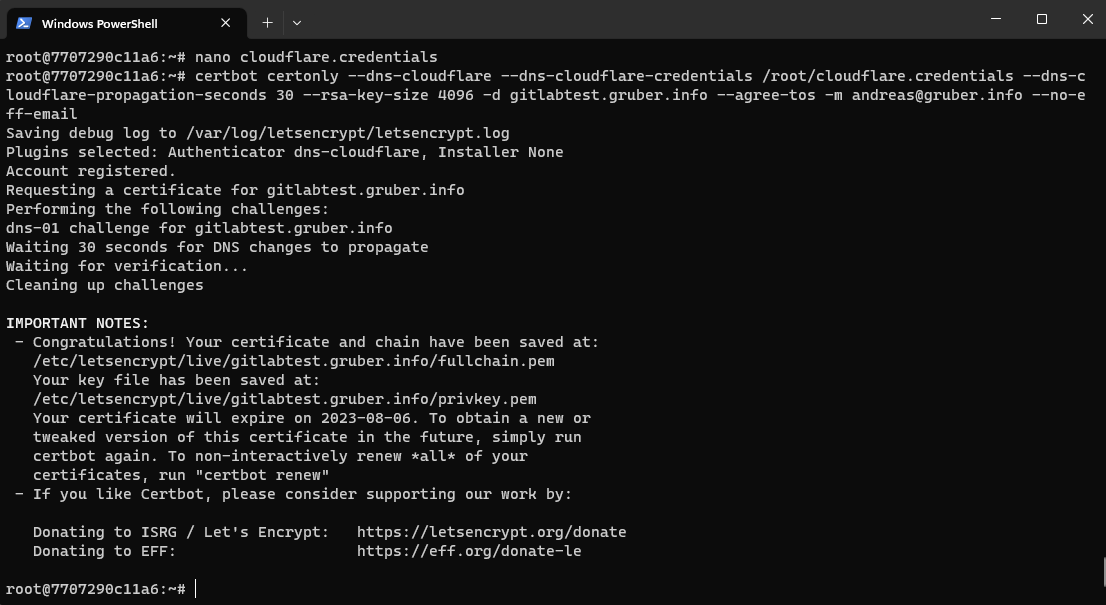 Windows PowerShell
root@7707290c11a6:~# nano cloudflare.credentials
root@7707290c11a6:~# certbot certonly --dns-cloudflare --dns-cloudflare-credentials /root/cloudflare.credentials --dns-c
loudflare-propagation-seconds 30 --rsa-key-size 4096 -d gitlabtest.gruber.info --agree-tos -m andreas@gruber.info --no-e
ff-email
Saving debug log to /var/log/letsencrypt/letsencrypt.log
Plugins selected: Authenticator dns-cloudflare, Installer None
Account registered.
Requesting a certificate for gitlabtest.gruber.info
Performing the following challenges:
dns-01 challenge for gitlabtest.gruber.info
Waiting 30 seconds for DNS changes to propagate
Waiting for verification...
Cleaning up challenges

IMPORTANT NOTES:
 - Congratulations! Your certificate and chain have been saved at:
   /etc/letsencrypt/live/gitlabtest.gruber.info/fullchain.pem
   Your key file has been saved at:
   /etc/letsencrypt/live/gitlabtest.gruber.info/privkey.pem
   Your certificate will expire on 2023-08-06. To obtain a new or
   tweaked version of this certificate in the future, simply run
   certbot again. To non-interactively renew *all* of your
   certificates, run "certbot renew"
 - If you like Certbot, please consider supporting our work by:

   Donating to ISRG / Let's Encrypt:   https://letsencrypt.org/donate
   Donating to EFF:                    https://eff.org/donate-le

root@7707290c11a6:~#